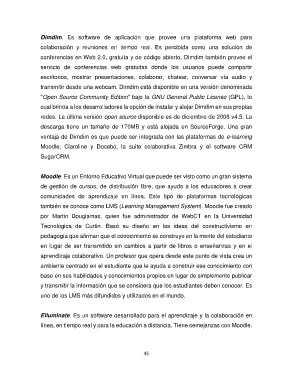 Dimdim. Es software de aplicación que provee una plataforma web para
colaboración y reuniones en tiempo real. Es percibida como una solución de
conferencias en Web 2.0, gratuita y de código abierto. Dimdim también provee el
servicio de conferencias web gratuitas donde los usuarios puede compartir
escritorios, mostrar presentaciones, colaborar, chatear, conversar vía audio y
transmitir desde una webcam. Dimdim está disponible en una versión denominada
"Open Source Community Edition" bajo la GNU General Public License (GPL), lo
cual brinda a los desarrolladores la opción de instalar y alojar Dimdim en sus propias
redes. La última versión open source disponible es de diciembre de 2008 v4.5. La
descarga tiene un tamaño de 170MB y está alojada en SourceForge. Una gran
ventaja de Dimdim es que puede ser integrada con las plataformas de e-learning
Moodle, Claroline y Docebo, la suite colaborativa Zimbra y el software CRM
SugarCRM.
Moodle. Es un Entorno Educativo Virtual que puede ser visto como un gran sistema
de gestión de cursos, de distribución libre, que ayuda a los educadores a crear
comunidades de aprendizaje en línea. Este tipo de plataformas tecnológicas
también se conoce como LMS (Learning Management System). Moodle fue creado
por Martin Dougiamas, quien fue administrador de WebCT en la Universidad
Tecnológica de Curtin. Basó su diseño en las ideas del constructivismo en
pedagogía que afirman que el conocimiento se construye en la mente del estudiante
en lugar de ser transmitido sin cambios a partir de libros o enseñanzas y en el
aprendizaje colaborativo. Un profesor que opera desde este punto de vista crea un
ambiente centrado en el estudiante que le ayuda a construir ese conocimiento con
base en sus habilidades y conocimientos propios en lugar de simplemente publicar
y transmitir la información que se considera que los estudiantes deben conocer. Es
uno de los LMS más difundidos y utilizados en el mundo.
Elluminate. Es un software desarrollado para el aprendizaje y la colaboración en
línea, en tiempo real y para la educación a distancia. Tiene semejanzas con Moodle.
45